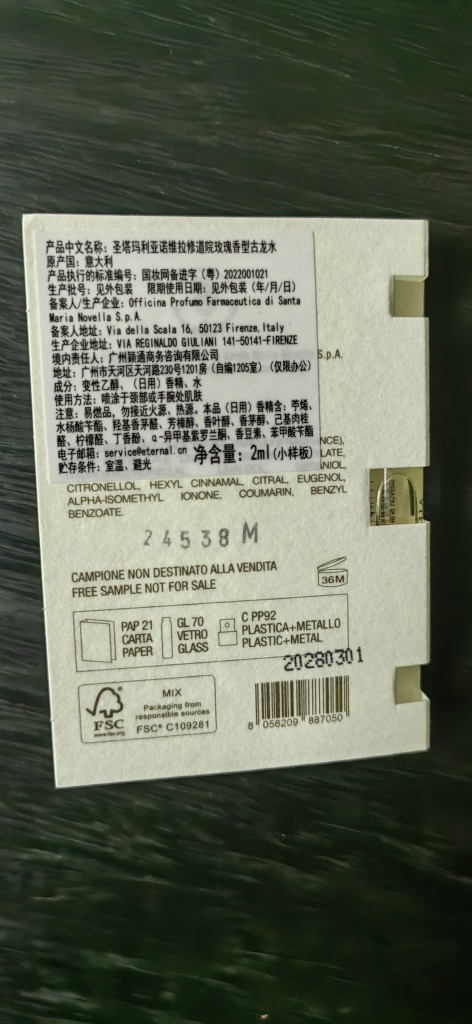 产品中文名称：圣塔玛利亚诺维拉修道院玫瑰香型古龙水
原产国：意大利
产品执行的标准编号：国妆网备进字（粤）2022001021
生产批号：见外包装 限期使用日期：见外包装（年/月/日）
备案人/生产企业：Officina Profumo Farmaceutica di Santa
Maria Novella S.p.A.
备案人地址：Via della Scala 16, 50123 Firenze, Italy
生产企业地址：VIA REGINALDO GIULIANI 141-50141-FIRENZE
境内责任人：广州颖通商务咨询有限公司
地址：广州市天河区天河路230号1201房（自编1205室）（仅限办公）
成分：变性乙醇、（日用）香精、水
使用方法：喷涂于颈部或手腕处肌肤
注意：易燃品，勿接近火源、热源。本品（日用）香精含：苧烯、
水杨酸苄酯、羟基香茅醛、芳樟醇、香叶醇、香茅醇、己基肉桂
醛、柠檬醛、丁香酚、α-异甲基紫罗兰酮、香豆素、苯甲酸苄酯
电子邮箱：service@eternal.cn 净含量：2ml(小样板)
贮存条件：室温、避光
S.p.A.
NCE),
LATE,
NIOL,
CITRONELLOL, HEXYL CINNAMAL, CITRAL, EUGENOL,
ALPHA-ISOMETHYL IONONE, COUMARIN, BENZYL
BENZOATE.
24538M
CAMPIONE NON DESTINATO ALLA VENDITA
FREE SAMPLE NOT FOR SALE
36M
PAP 21
CARTA
PAPER
GL 70
VETRO
GLASS
C PP92
PLASTICA+METALLO
PLASTIC+METAL
20280301
FSC
www.fsc.org
MIX
Packaging from
responsible sources
FSC® C109281
8 056209 887050